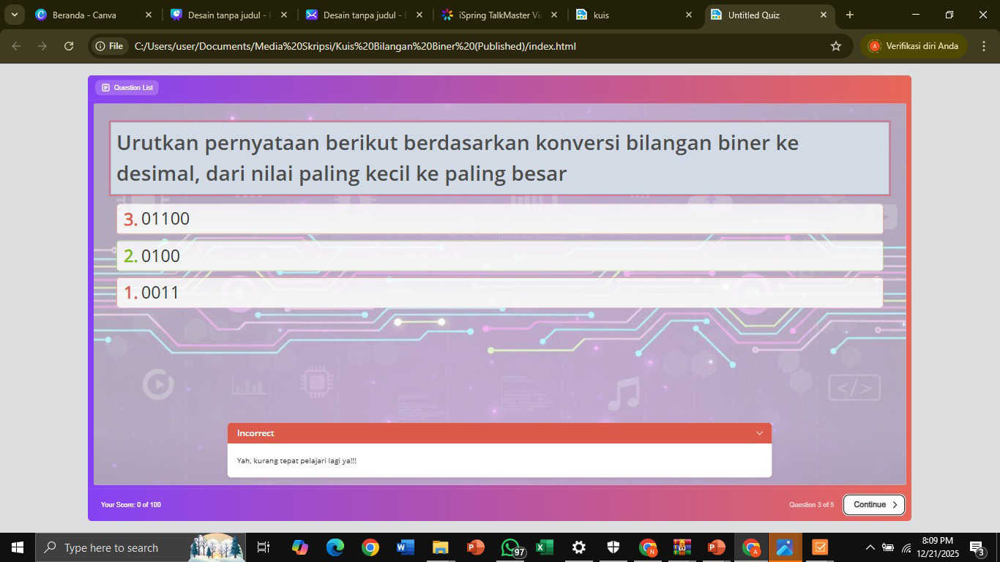 Beranda - Canva
Desain tanpa judul - 
Desain tanpa judul - 
iSpring TalkMaster Vi
kuis
Untitled Quiz
File
C:/Users/user/Documents/Media%20Skripsi/Kuis%20Bilangan%20Biner%20(Published)/index.html
A
Verifikasi diri Anda
Question List
Urutkan pernyataan berikut berdasarkan konversi bilangan biner ke
desimal, dari nilai paling kecil ke paling besar
3. 01100
2. 0100
1. 0011
</>
Incorrect
Yah, kurang tepat pelajari lagi ya!!!
Your Score: 0 of 100
Question 3 of 5
Continue
Type here to search
97
8:09 PM
12/21/2025
3